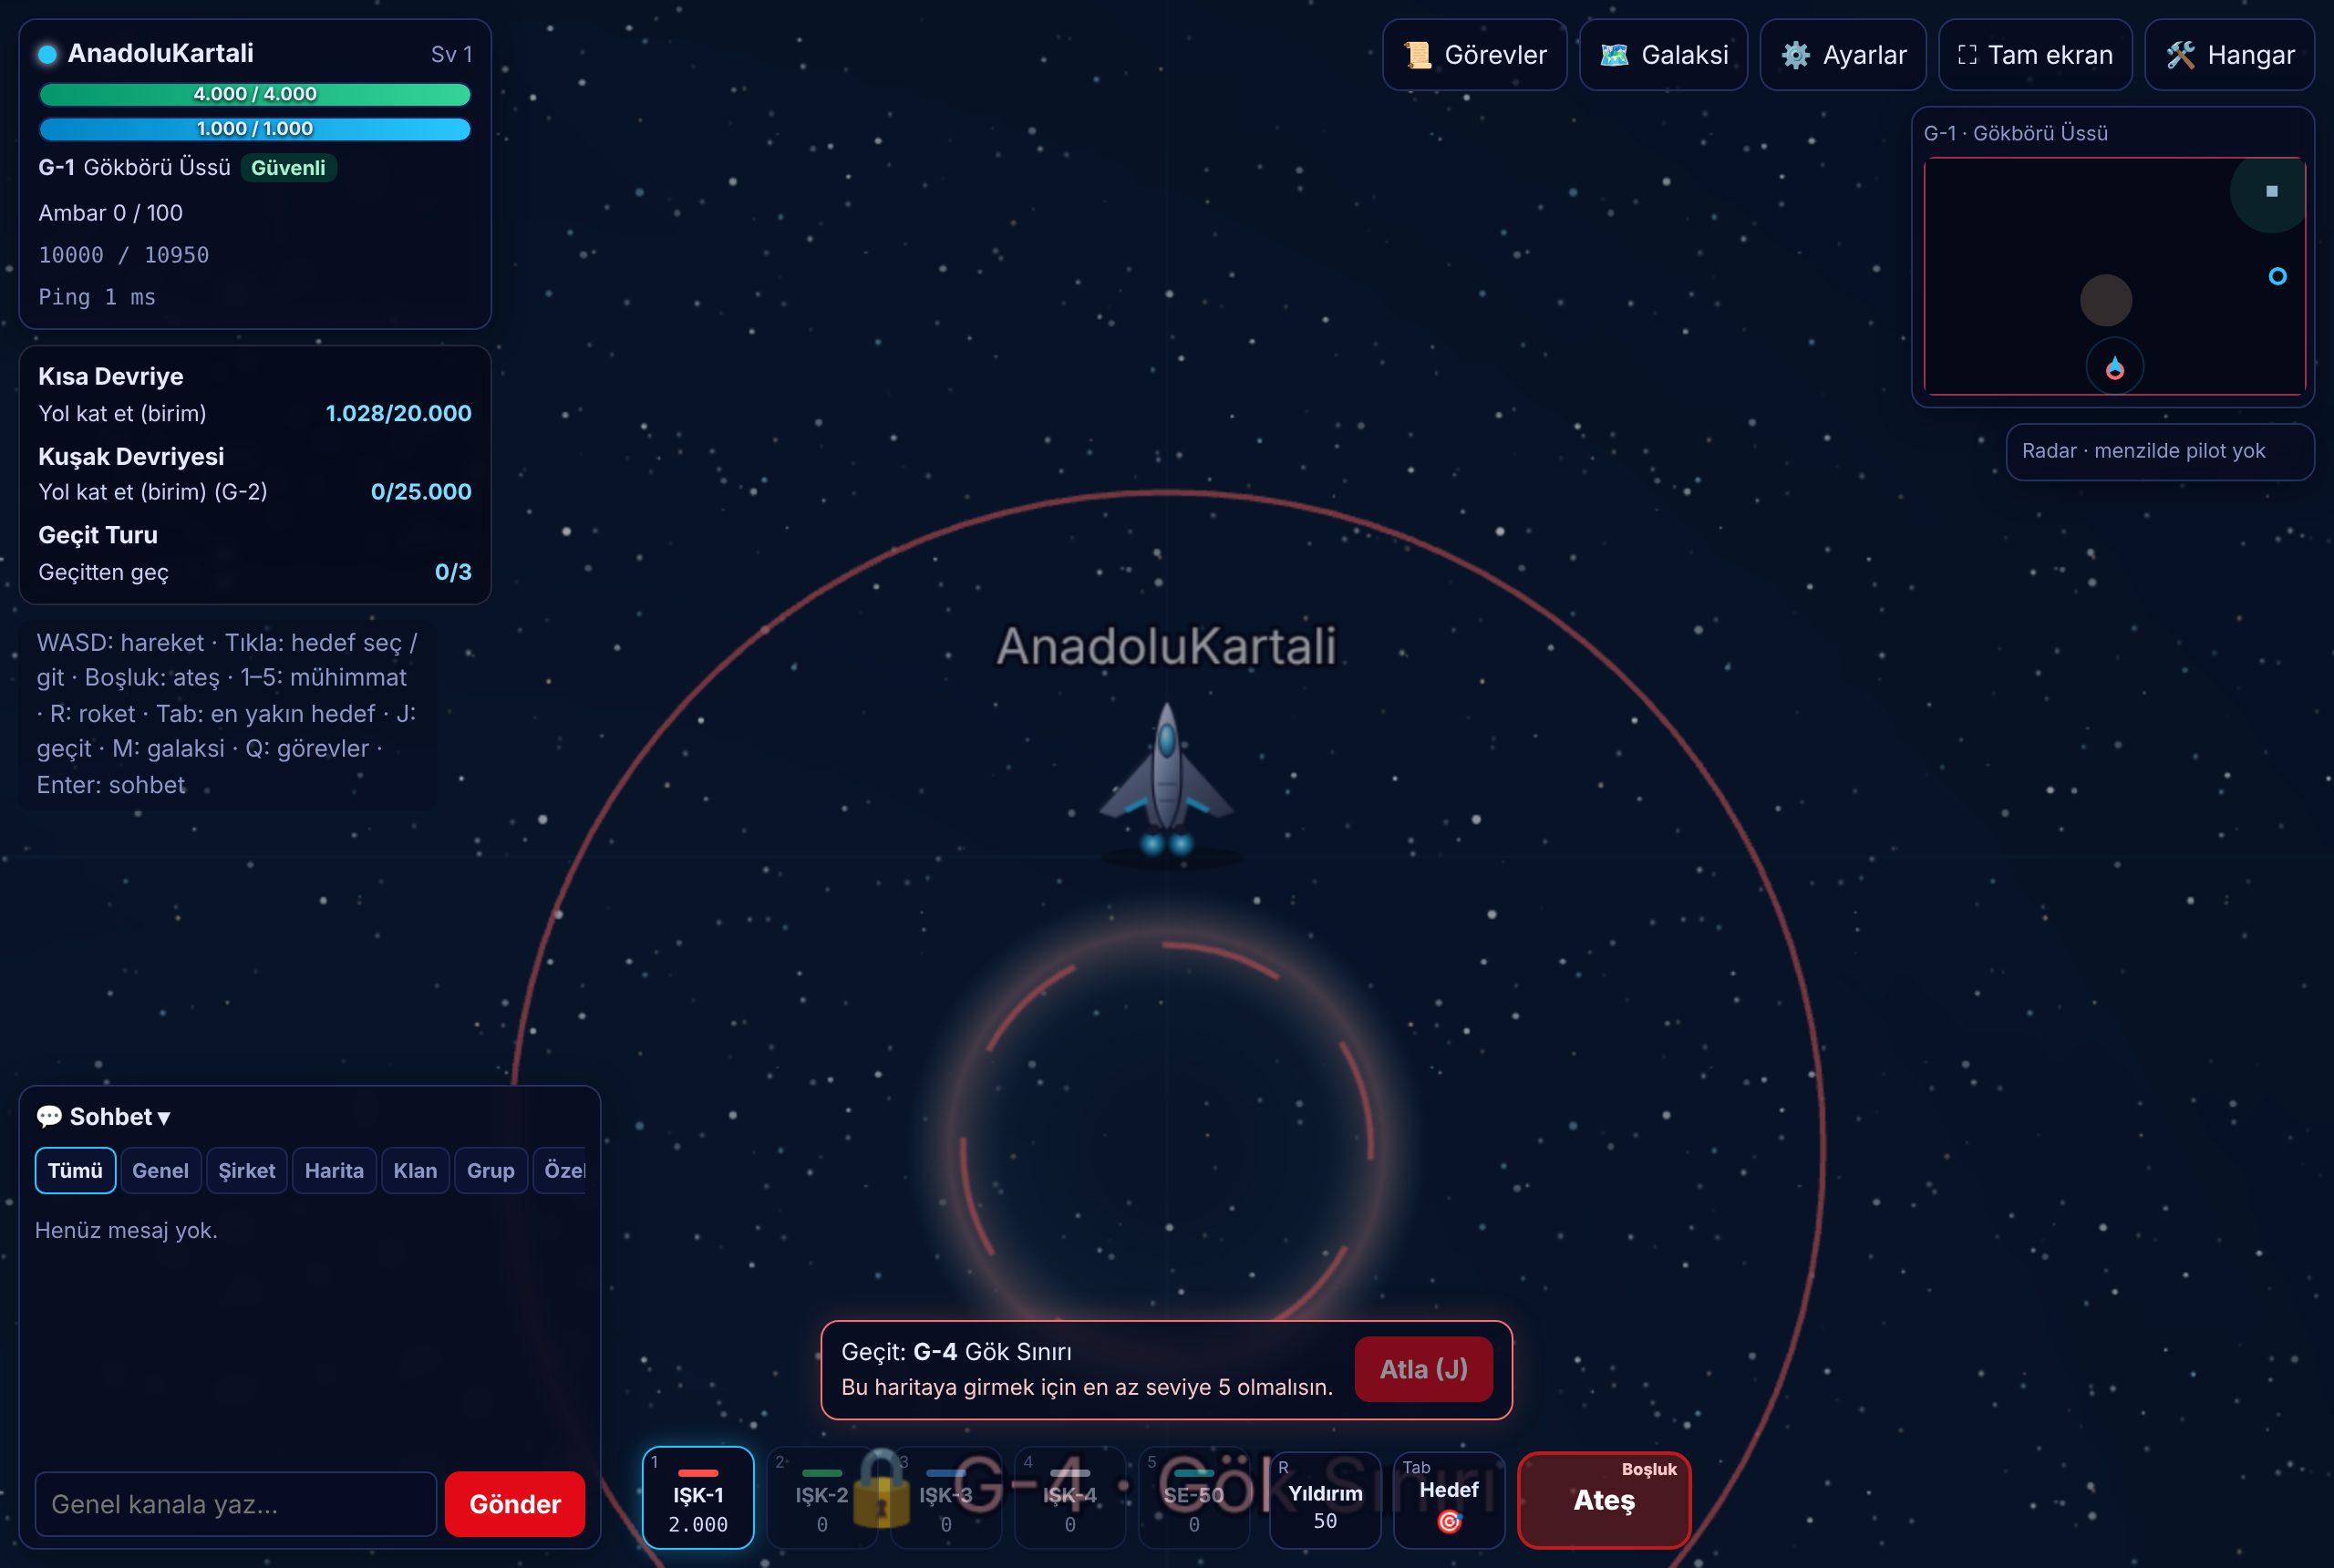 AnadoluKartali
Sv 1
4.000 / 4.000
1.000 / 1.000
G-1 Gökbörü Üssü Güvenli
Ambar 0 / 100
10000 / 10950
Ping 1 ms
Kısa Devriye
Yol kat et (birim) 1.028/20.000
Kuşak Devriyesi
Yol kat et (birim) (G-2) 0/25.000
Geçit Turu
Geçitten geç 0/3
WASD: hareket · Tıkla: hedef seç /
git · Boşluk: ateş · 1–5: mühimmat
· R: roket · Tab: en yakın hedef · J:
geçit · M: galaksi · Q: görevler ·
Enter: sohbet
Görevler
Galaksi
Ayarlar
Tam ekran
Hangar
G-1 · Gökbörü Üssü
Radar · menzilde pilot yok
AnadoluKartali
Sohbet ▾
Tümü Genel Şirket Harita Klan Grup Özel
Henüz mesaj yok.
Genel kanala yaz...
Gönder
Geçit: G-4 Gök Sınırı
Bu haritaya girmek için en az seviye 5 olmalısın.
Atla (J)
G-4 · Gök Sınırı
1 IŞK-1 2.000
2 IŞK-2 0
3 IŞK-3 0
4 IŞK-4 0
5 SE-50 0
R Yıldırım 50
Tab Hedef
Boşluk
Ateş